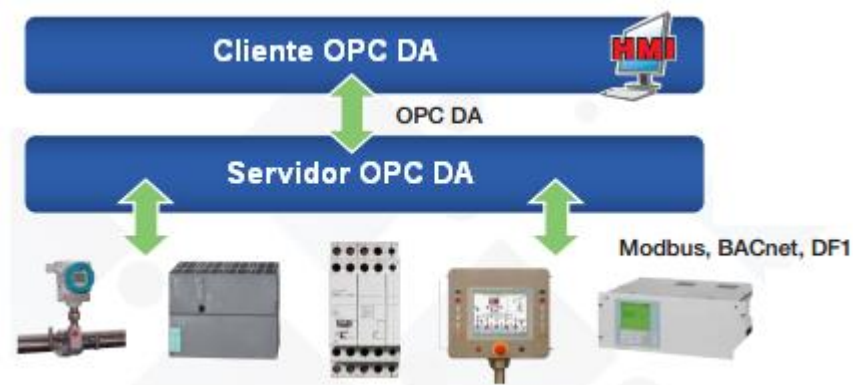 Cliente OPC DA
HMI
OPC DA
Servidor OPC DA
Modbus, BACnet, DF1